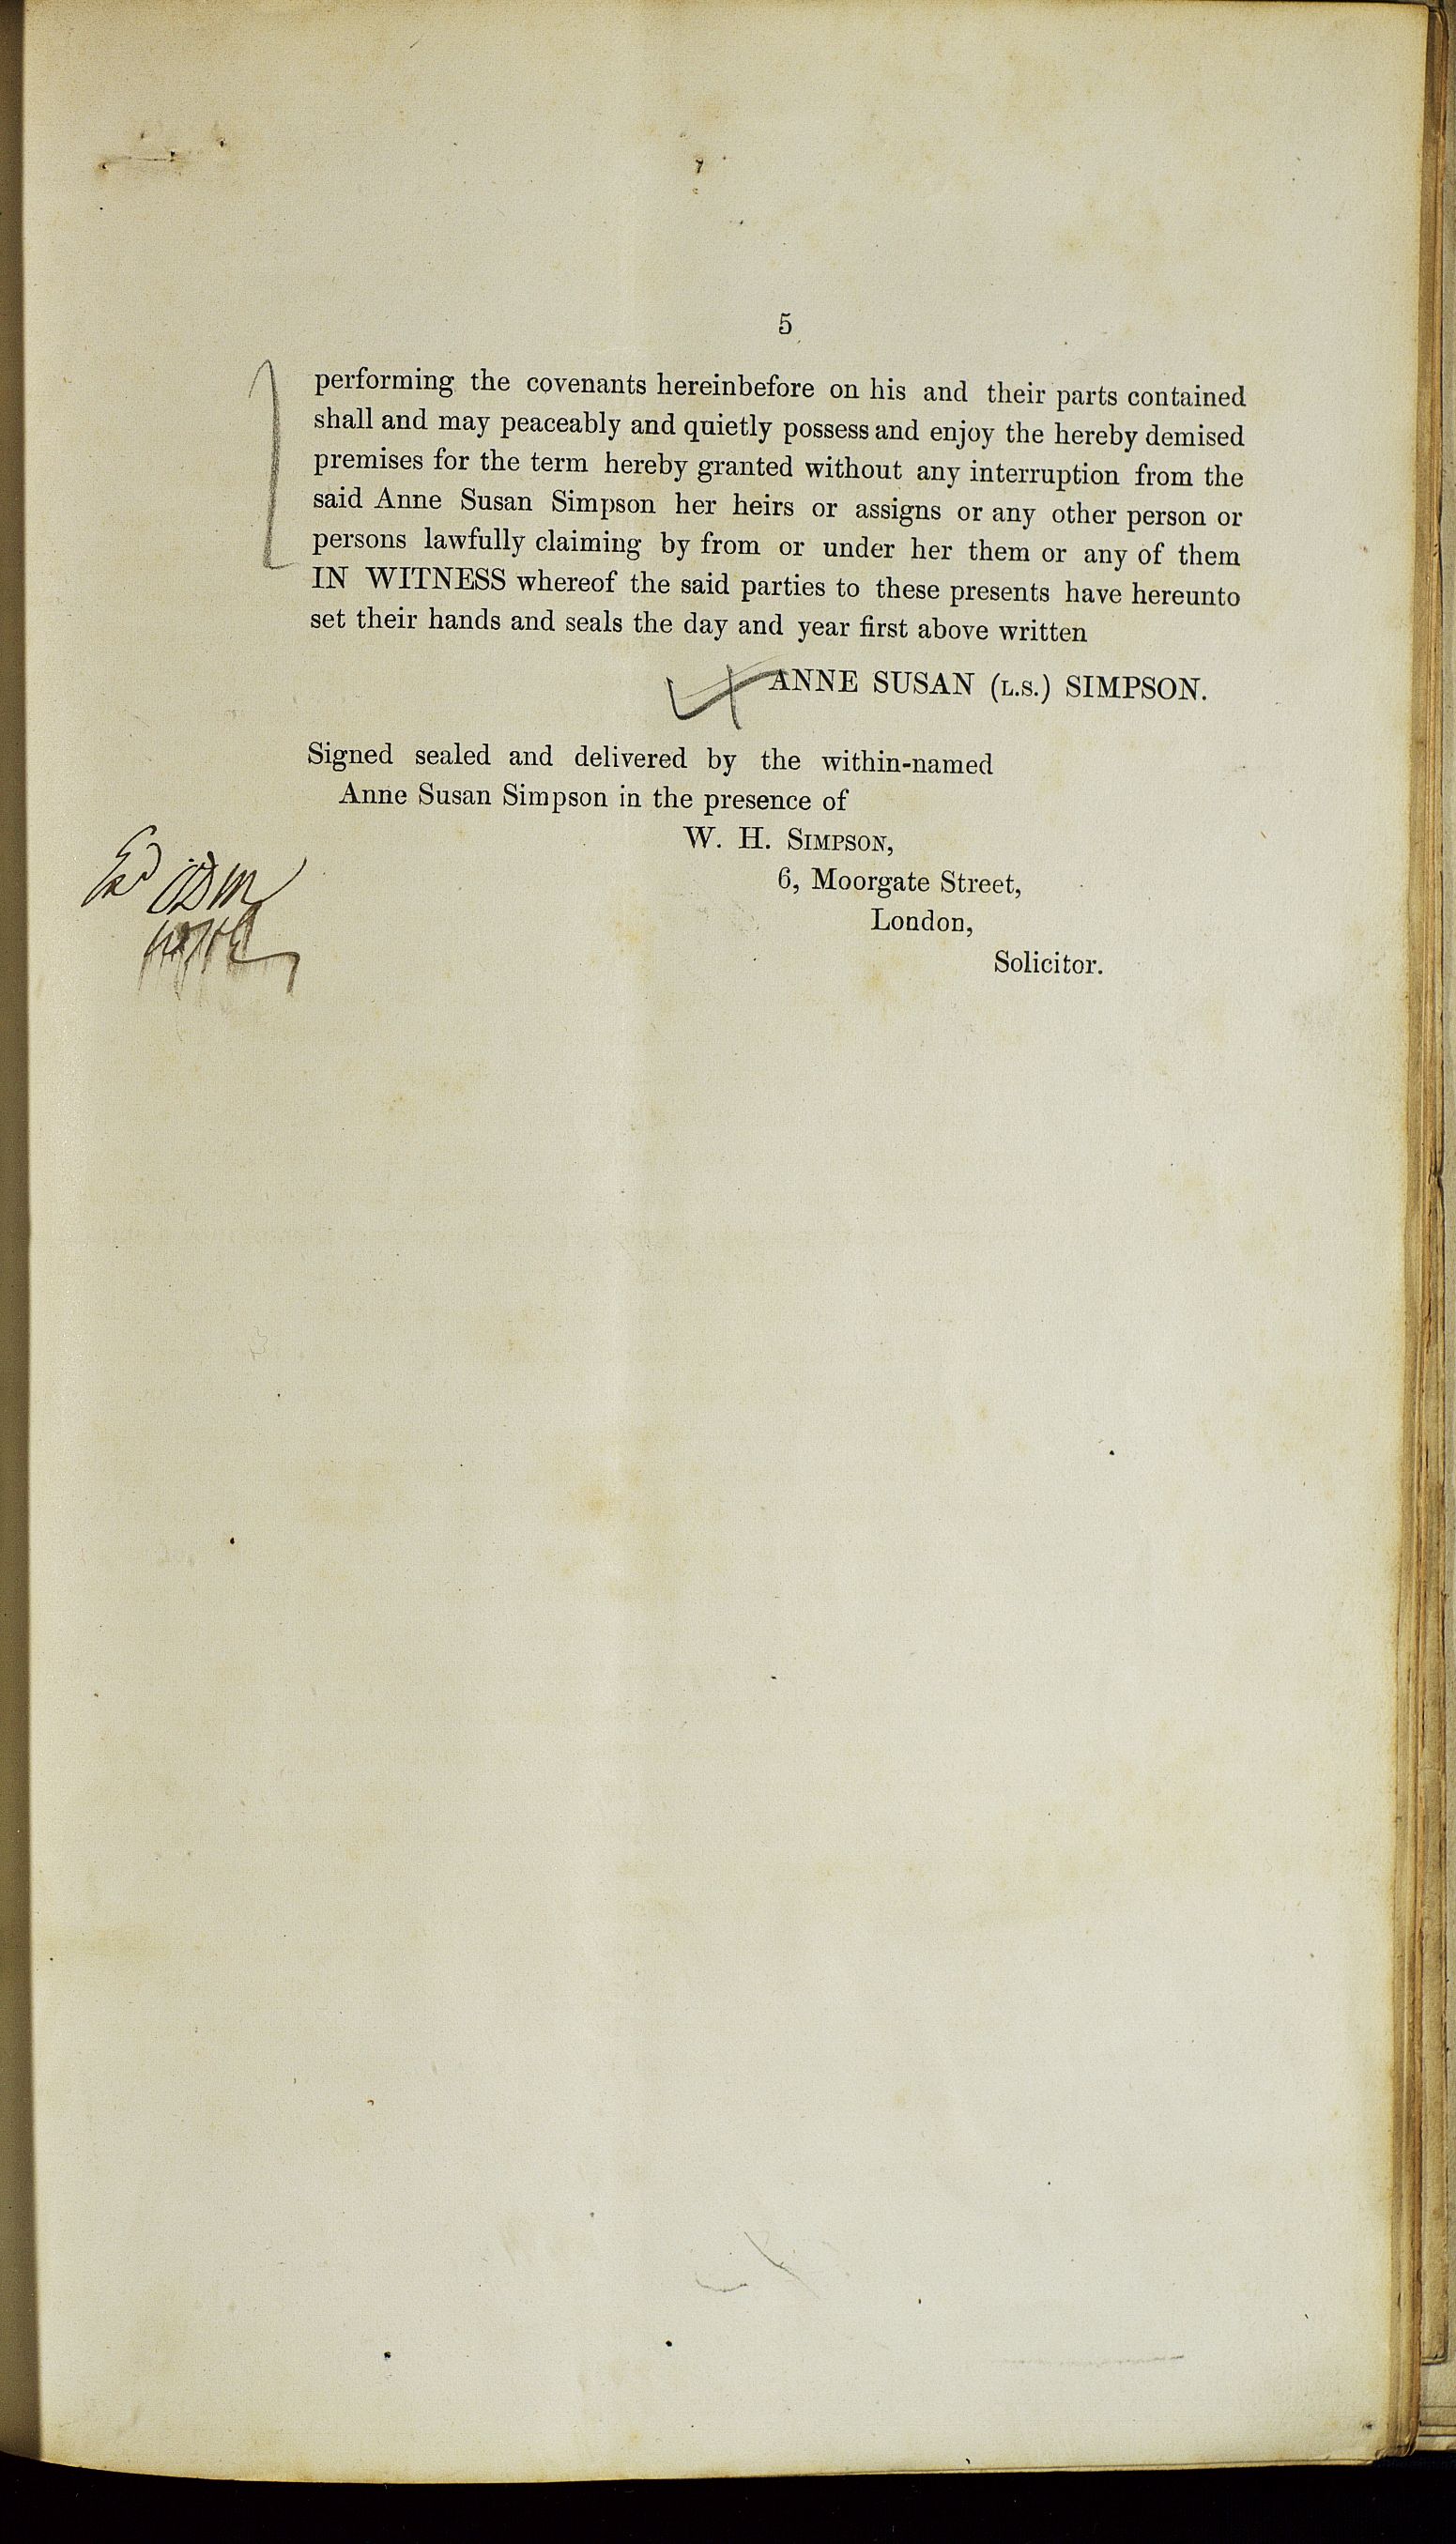 5
performing the covenants hereinbefore on his and their parts contained
shall and may peaceably and quietly possess and enjoy the hereby demised
premises for the term hereby granted without any interruption from the
said Anne Susan Simpson her heirs or assigns or any other person or
persons lawfully claiming by from or under her them or any of them
IN WITNESS whereof the said parties to these presents have hereunto
set their hands and seals the day and year first above written
ANNE SUSAN (L.S.) SIMPSON.
Signed sealed and delivered by the within-named
Anne Susan Simpson in the presence of
W. H. SIMPSON,
6, Moorgate Street,
London,
Solicitor.